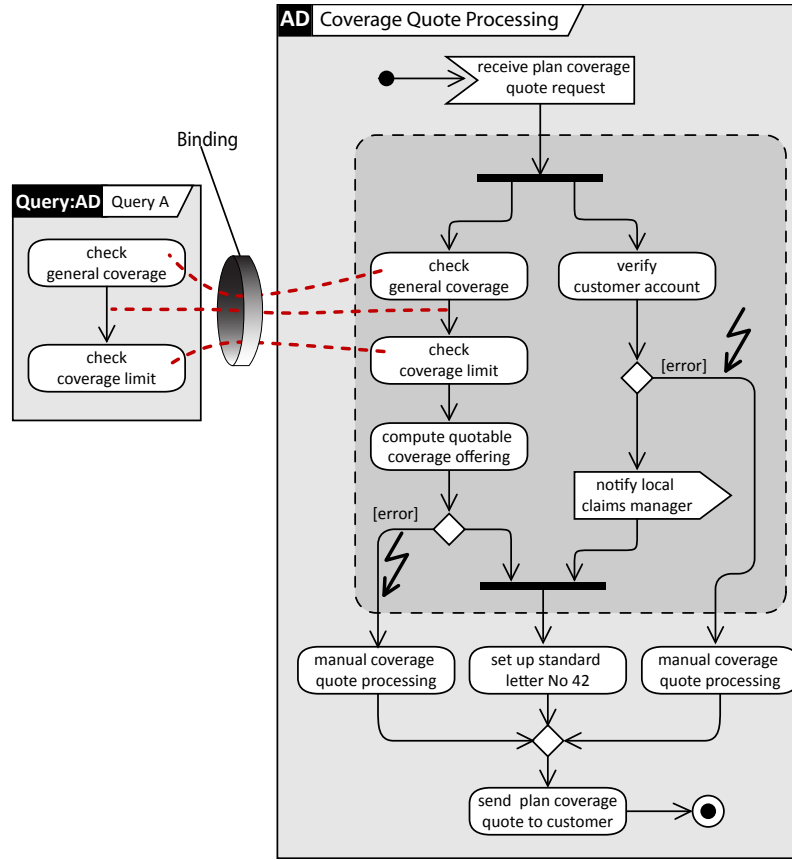 AD Coverage Quote Processing
receive plan coverage
quote request
Binding
Query:AD Query A
check
general coverage
check
coverage limit
check
general coverage
verify
customer account
check
coverage limit
[error]
compute quotable
coverage offering
notify local
claims manager
[error]
manual coverage
quote processing
set up standard
letter No 42
manual coverage
quote processing
send plan coverage
quote to customer